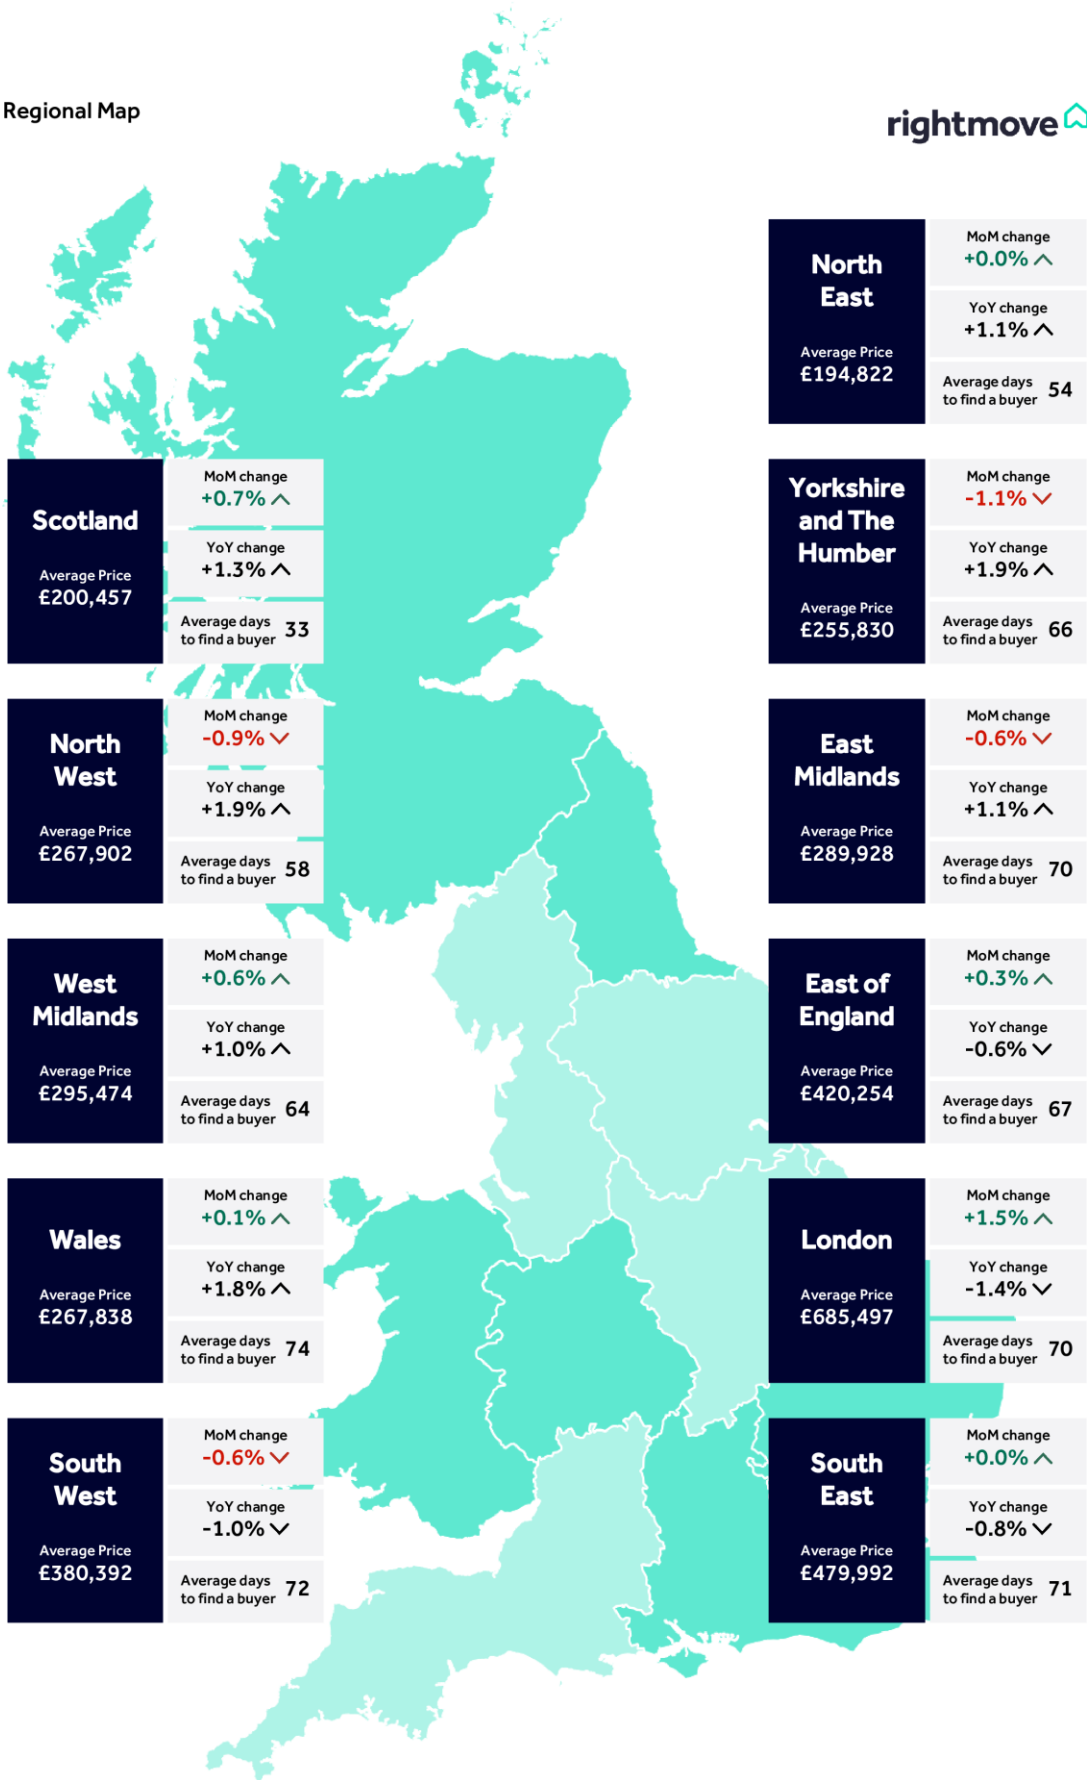 Regional Map
rightmove
North
East
Average Price
£194,822
MoM change
+0.0%
YoY change
+1.1%
Average days
to find a buyer 54
Scotland
Average Price
£200,457
MoM change
+0.7%
YoY change
+1.3%
Average days
to find a buyer 33
Yorkshire
and The
Humber
Average Price
£255,830
MoM change
-1.1%
YoY change
+1.9%
Average days
to find a buyer 66
North
West
Average Price
£267,902
MoM change
-0.9%
YoY change
+1.9%
Average days
to find a buyer 58
East
Midlands
Average Price
£289,928
MoM change
-0.6%
YoY change
+1.1%
Average days
to find a buyer 70
West
Midlands
Average Price
£295,474
MoM change
+0.6%
YoY change
+1.0%
Average days
to find a buyer 64
East of
England
Average Price
£420,254
MoM change
+0.3%
YoY change
-0.6%
Average days
to find a buyer 67
Wales
Average Price
£267,838
MoM change
+0.1%
YoY change
+1.8%
Average days
to find a buyer 74
London
Average Price
£685,497
MoM change
+1.5%
YoY change
-1.4%
Average days
to find a buyer 70
South
West
Average Price
£380,392
MoM change
-0.6%
YoY change
-1.0%
Average days
to find a buyer 72
South
East
Average Price
£479,992
MoM change
+0.0%
YoY change
-0.8%
Average days
to find a buyer 71